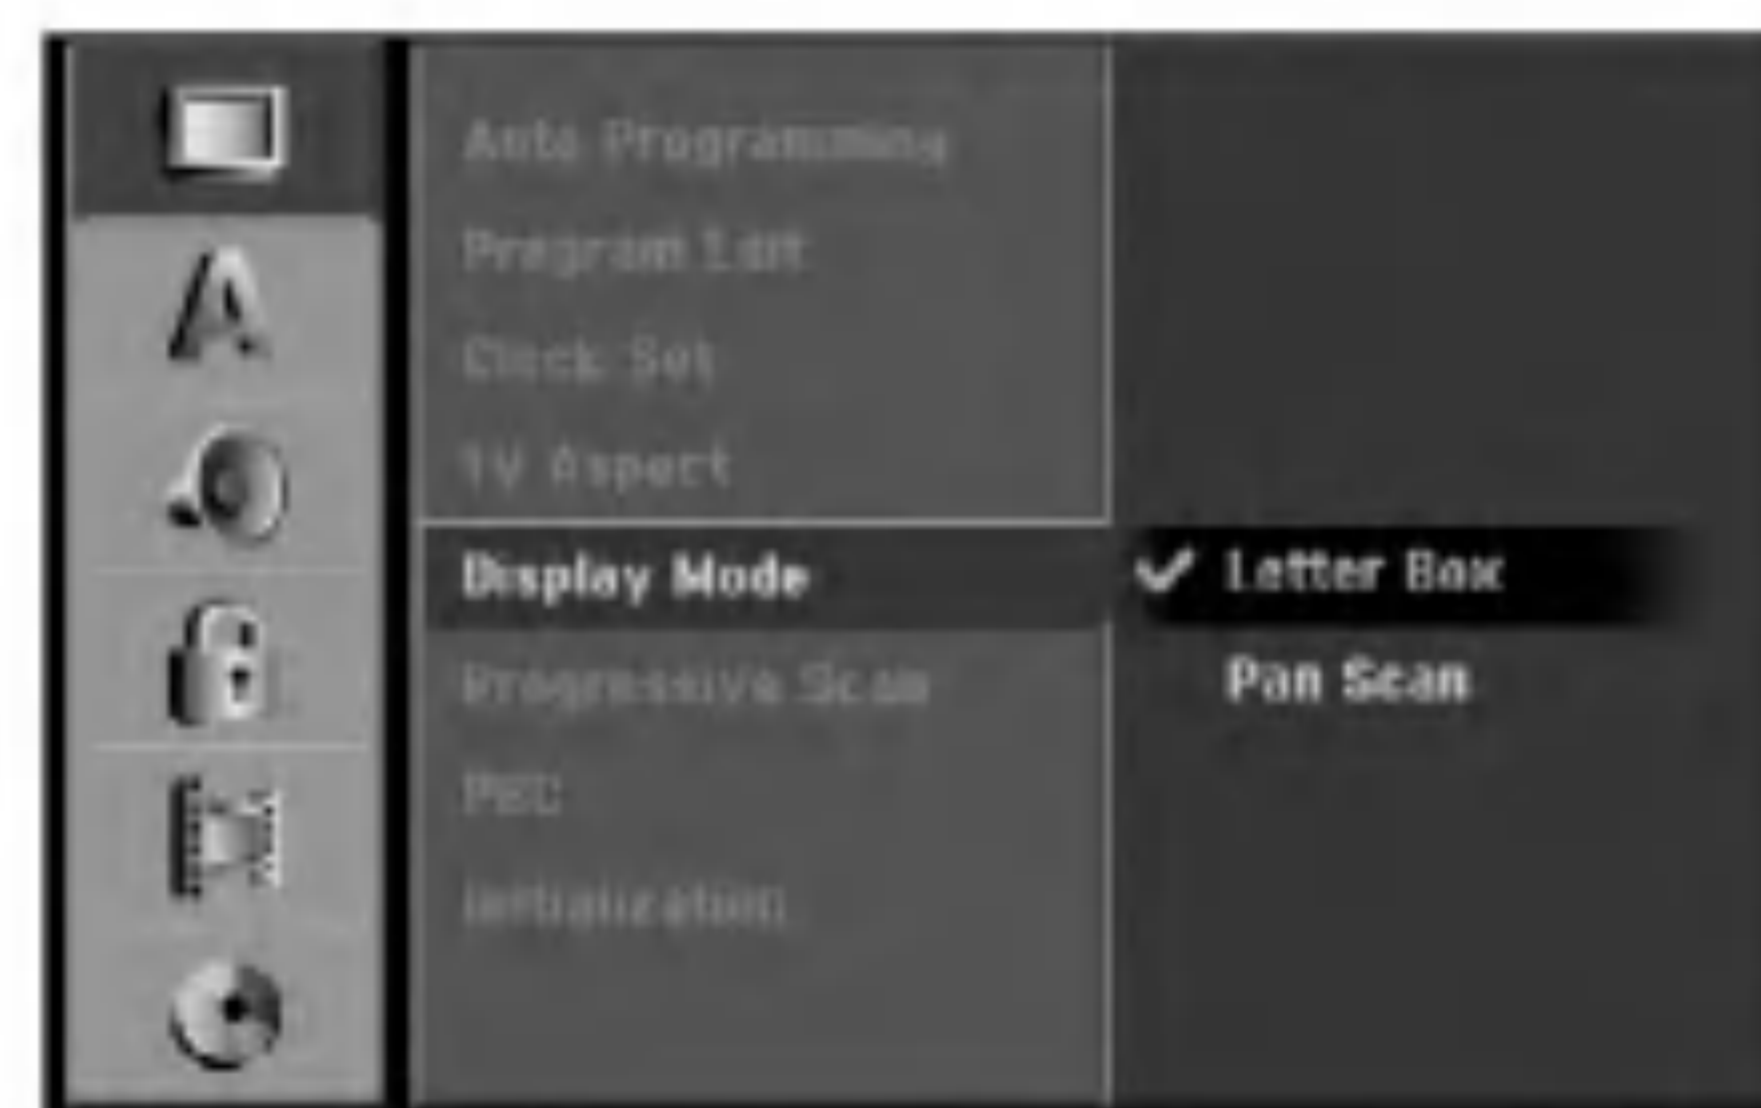 Auto Programming
Program Edit
Clock Set
TV Aspect
Display Mode
Letter Box
Progressive Scan
Pan Scan
PBC
Initialization